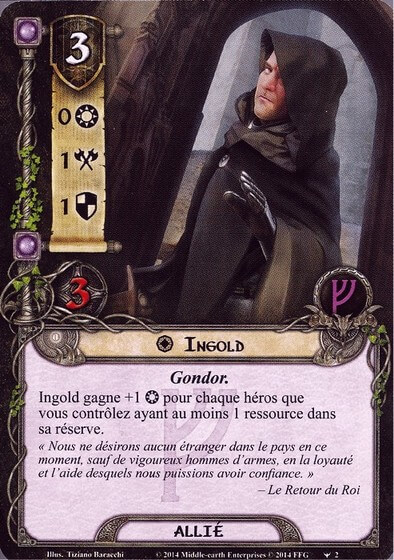 3
0
1
1
3
INGOLD
Gondor.
Ingold gagne +1 pour chaque héros que
vous contrôlez ayant au moins 1 ressource dans
sa réserve.
« Nous ne désirons aucun étranger dans le pays en ce
moment, sauf de vigoureux hommes d'armes, en la loyauté
et l'aide desquels nous puissions avoir confiance. »
– Le Retour du Roi
ALLIÉ
Illus. Tiziano Baracchi © 2014 Middle-earth Enterprises © 2014 FFG 2